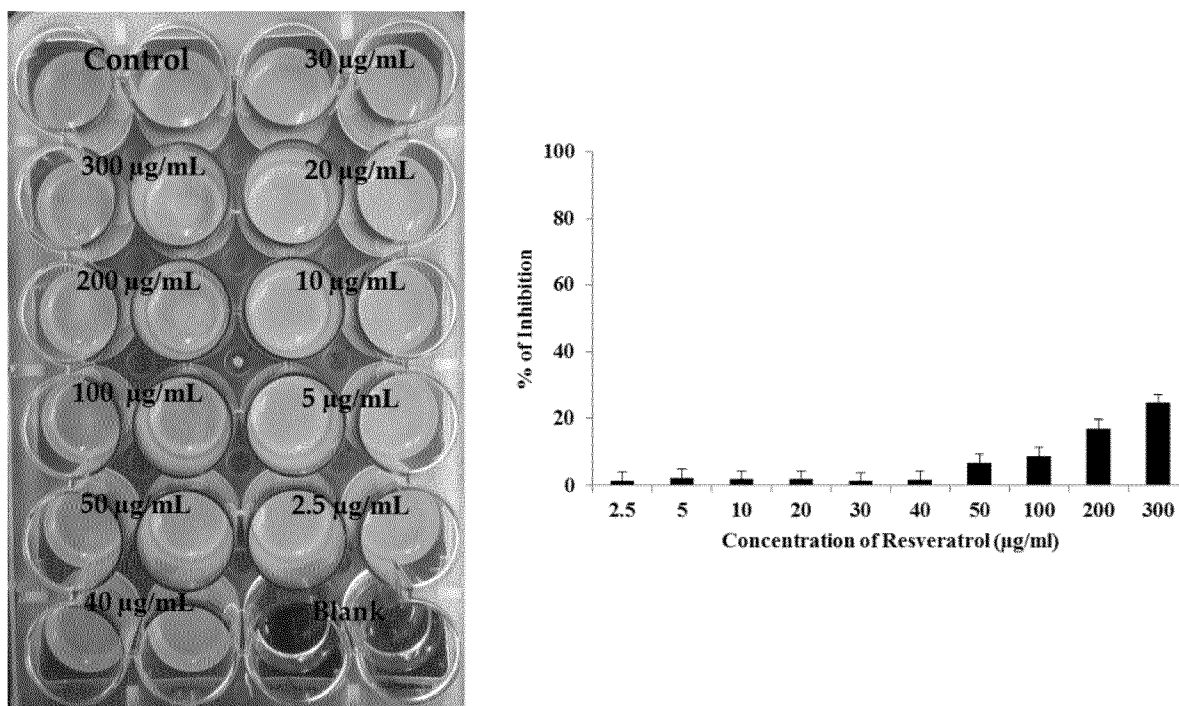 Control 30 µg/mL
300 µg/mL 20 µg/mL
200 µg/mL 10 µg/mL
100 µg/mL 5 µg/mL
50 µg/mL 2.5 µg/mL
40 µg/mL Blank
100
80
60
40
20
0
% of Inhibition
2.5 5 10 20 30 40 50 100 200 300
Concentration of Resveratrol (µg/ml)